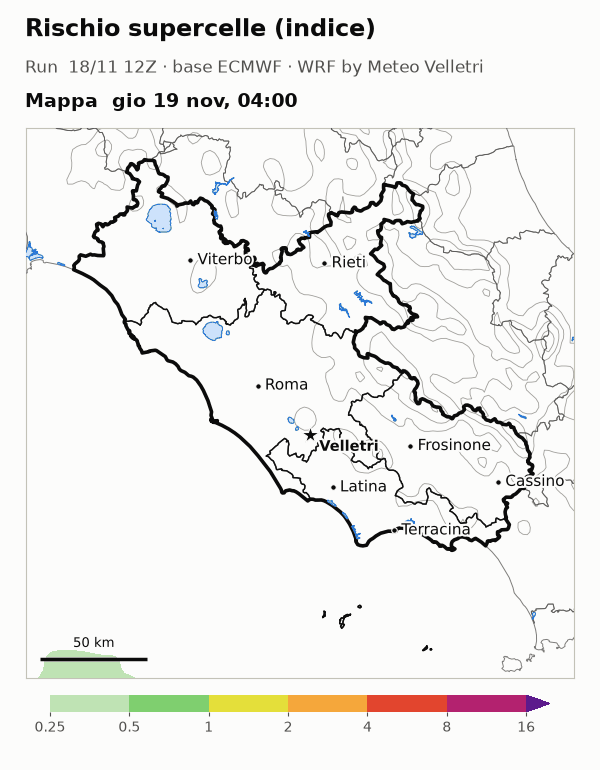 Rischio supercelle (indice)
Run  18/11 12Z · base ECMWF · WRF by Meteo Velletri
Mappa  gio 19 nov, 04:00
Viterbo
Rieti
Roma
Velletri
Frosinone
Cassino
Latina
Terracina
50 km
0.25 0.5 1 2 4 8 16